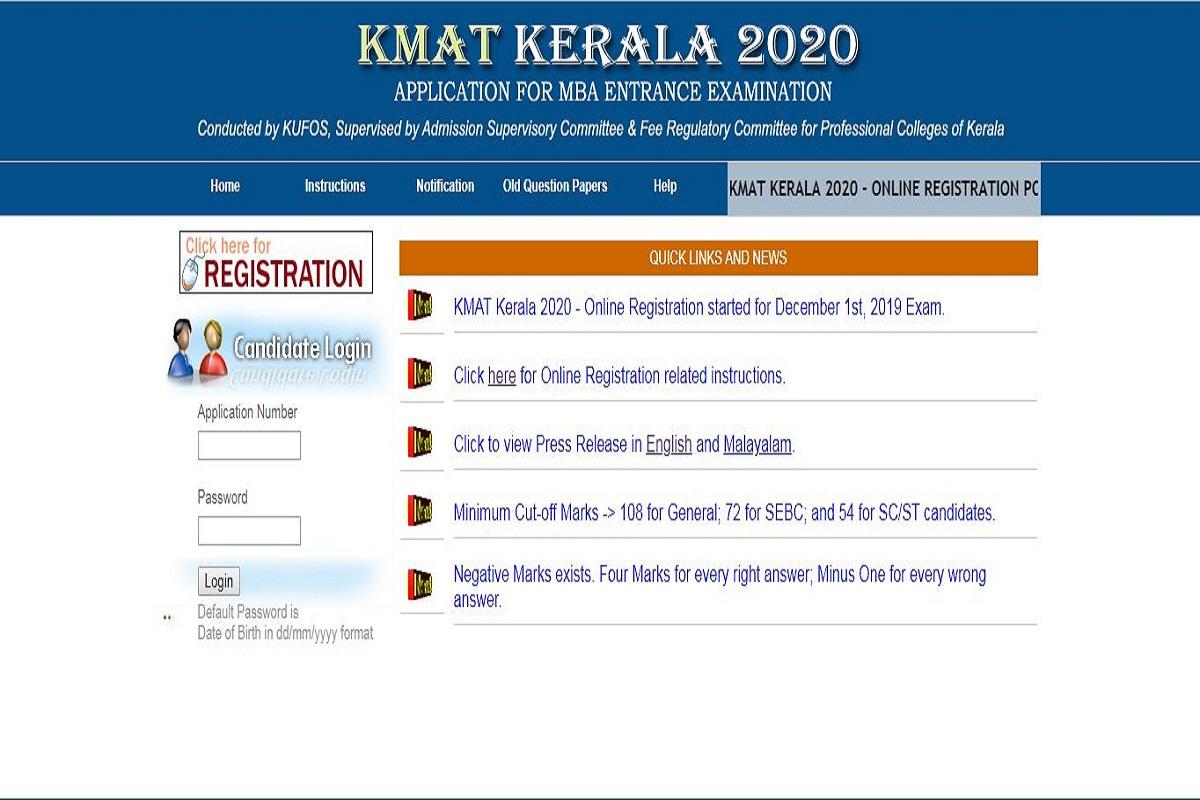 KMAT KERALA 2020
APPLICATION FOR MBA ENTRANCE EXAMINATION
Conducted by KUFOS, Supervised by Admission Supervisory Committee & Fee Regulatory Committee for Professional Colleges of Kerala
Home Instructions Notification Old Question Papers Help KMAT KERALA 2020 - ONLINE REGISTRATION PO
Click here for
REGISTRATION
Candidate Login
Application Number
Password
Login
Default Password is
Date of Birth in dd/mm/yyyy format
QUICK LINKS AND NEWS
New! KMAT Kerala 2020 - Online Registration started for December 1st, 2019 Exam.
New! Click here for Online Registration related instructions.
New! Click to view Press Release in English and Malayalam.
New! Minimum Cut-off Marks -> 108 for General; 72 for SEBC; and 54 for SC/ST candidates.
New! Negative Marks exists. Four Marks for every right answer; Minus One for every wrong
answer.